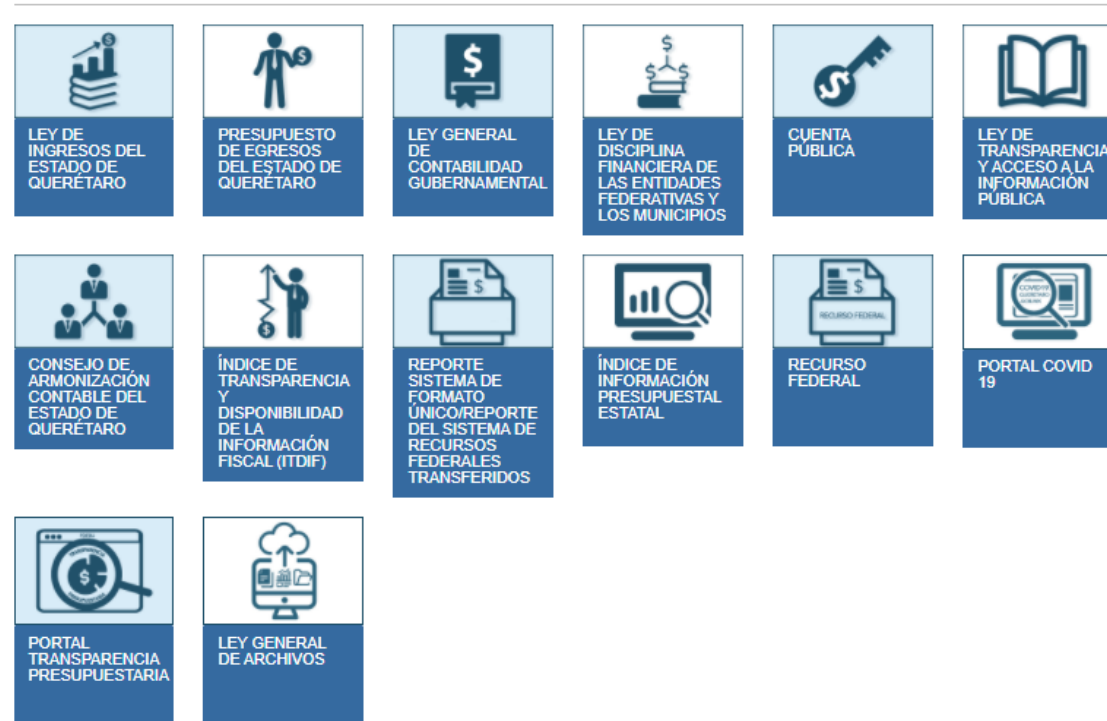 LEY DE
INGRESOS DEL
ESTADO DE
QUERÉTARO
PRESUPUESTO
DE EGRESOS
DEL ESTADO DE
QUERÉTARO
LEY GENERAL
DE
CONTABILIDAD
GUBERNAMENTAL
LEY DE
DISCIPLINA
FINANCIERA DE
LAS ENTIDADES
FEDERATIVAS Y
LOS MUNICIPIOS
CUENTA
PÚBLICA
LEY DE
TRANSPARENCIA
Y ACCESO A LA
INFORMACIÓN
PÚBLICA
CONSEJO DE
ARMONIZACIÓN
CONTABLE DEL
ESTADO DE
QUERÉTARO
ÍNDICE DE
TRANSPARENCIA
Y
DISPONIBILIDAD
DE LA
INFORMACIÓN
FISCAL (ITDIF)
REPORTE
SISTEMA DE
FORMATO
ÚNICO/REPORTE
DEL SISTEMA DE
RECURSOS
FEDERALES
TRANSFERIDOS
ÍNDICE DE
INFORMACIÓN
PRESUPUESTAL
ESTATAL
RECURSO FEDERAL
RECURSO
FEDERAL
COVID19
PORTAL COVID
19
TRANSPARENCIA
PRESUPUESTARIA
PORTAL
TRANSPARENCIA
PRESUPUESTARIA
LEY GENERAL
DE ARCHIVOS